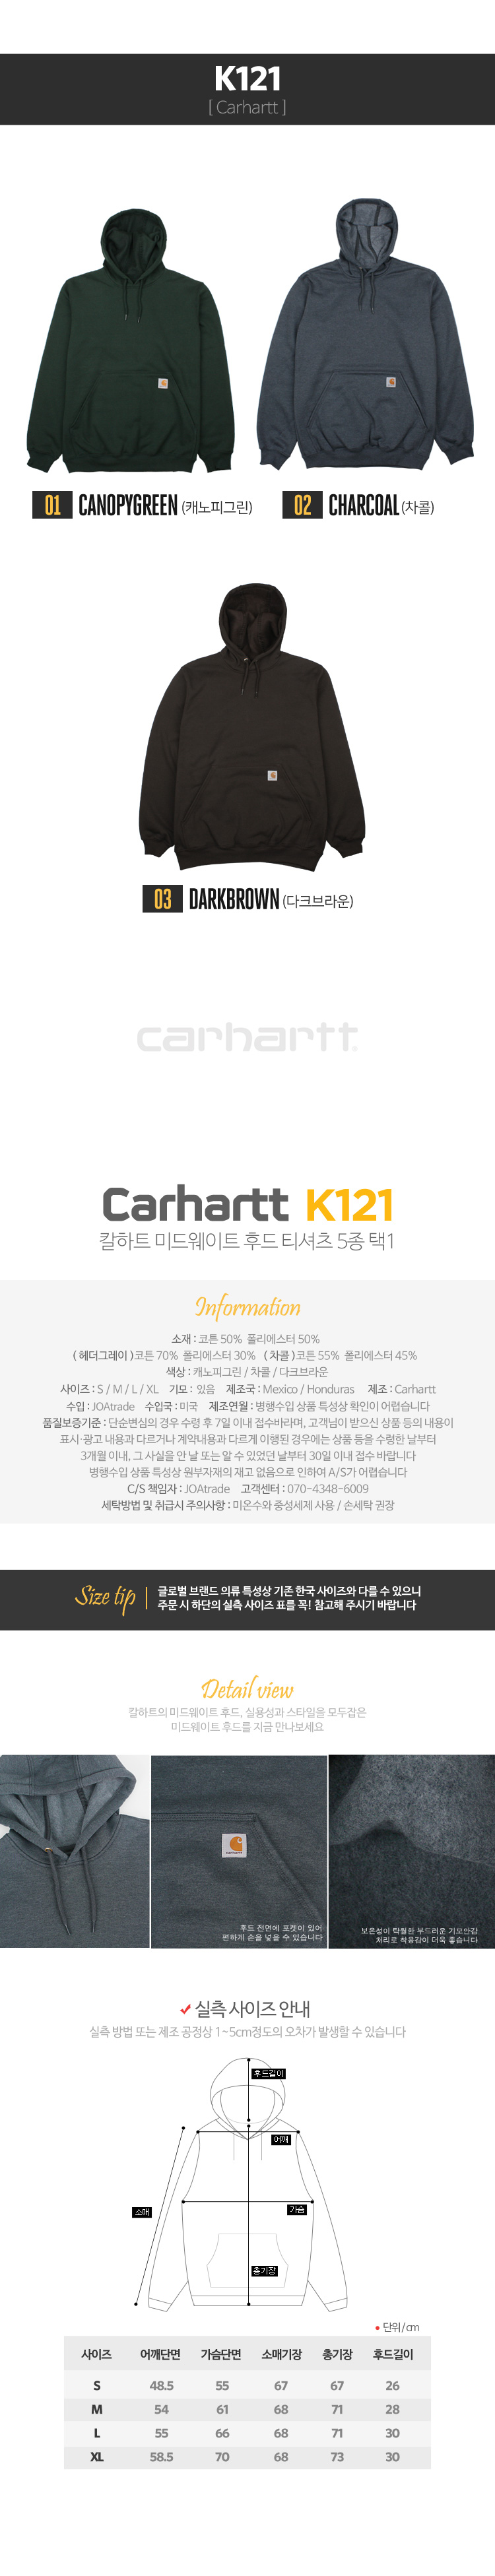 K121
[ Carhartt ]
01 CANOPYGREEN (캐노피그린)
02 CHARCOAL (차콜)
03 DARKBROWN (다크브라운)
carhartt
Carhartt K121
칼하트 미드웨이트 후드 티셔츠 5종 택1
Information
소재 : 코튼 50% 폴리에스터 50%
( 헤더그레이 )코튼 70% 폴리에스터 30% ( 차콜 )코튼 55% 폴리에스터 45%
색상 : 캐노피그린 / 차콜 / 다크브라운
사이즈 : S / M / L / XL 기모 : 있음 제조국 : Mexico / Honduras 제조 : Carhartt
수입 : JOAtrade 수입국 : 미국 제조연월 : 병행수입 상품 특성상 확인이 어렵습니다
품질보증기준 : 단순변심의 경우 수령 후 7일 이내 접수바라며, 고객님이 받으신 상품 등의 내용이
표시·광고 내용과 다르거나 계약내용과 다르게 이행된 경우에는 상품 등을 수령한 날부터
3개월 이내, 그 사실을 안 날 또는 알 수 있었던 날부터 30일 이내 접수 바랍니다
병행수입 상품 특성상 원부자재의 재고 없음으로 인하여 A/S가 어렵습니다
C/S 책임자 : JOAtrade 고객센터 : 070-4348-6009
세탁방법 및 취급시 주의사항 : 미온수와 중성세제 사용 / 손세탁 권장
Size tip
글로벌 브랜드 의류 특성상 기존 한국 사이즈와 다를 수 있으니
주문 시 하단의 실측 사이즈 표를 꼭! 참고해 주시기 바랍니다
Detail view
칼하트의 미드웨이트 후드, 실용성과 스타일을 모두잡은
미드웨이트 후드를 지금 만나보세요
carhartt
후드 전면에 포켓이 있어
편하게 손을 넣을 수 있습니다
보온성이 탁월한 부드러운 기모안감
처리로 착용감이 더욱 좋습니다
실측 사이즈 안내
실측 방법 또는 제조 공정상 1~5cm정도의 오차가 발생할 수 있습니다
후드길이
어깨
소매
가슴
총기장
단위/cm
사이즈 어깨단면 가슴단면 소매기장 총기장 후드길이
S 48.5 55 67 67 26
M 54 61 68 71 28
L 55 66 68 71 30
XL 58.5 70 68 73 30